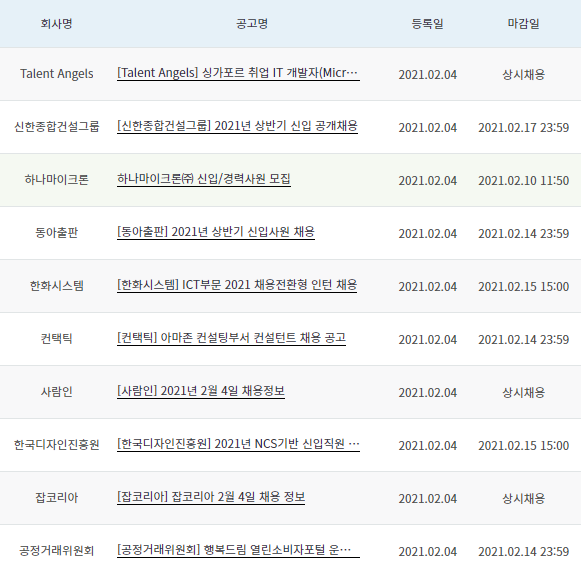 회사명 공고명 등록일 마감일
Talent Angels [Talent Angels] 싱가포르 취업 IT 개발자(Micr… 2021.02.04 상시채용
신한종합건설그룹 [신한종합건설그룹] 2021년 상반기 신입 공개채용 2021.02.04 2021.02.17 23:59
하나마이크론 하나마이크론㈜ 신입/경력사원 모집 2021.02.04 2021.02.10 11:50
동아출판 [동아출판] 2021년 상반기 신입사원 채용 2021.02.04 2021.02.14 23:59
한화시스템 [한화시스템] ICT부문 2021 채용전환형 인턴 채용 2021.02.04 2021.02.15 15:00
컨택틱 [컨택틱] 아마존 컨설팅부서 컨설턴트 채용 공고 2021.02.04 2021.02.14 23:59
사람인 [사람인] 2021년 2월 4일 채용정보 2021.02.04 상시채용
한국디자인진흥원 [한국디자인진흥원] 2021년 NCS기반 신입직원 … 2021.02.04 2021.02.15 15:00
잡코리아 [잡코리아] 잡코리아 2월 4일 채용 정보 2021.02.04 상시채용
공정거래위원회 [공정거래위원회] 행복드림 열린소비자포털 운… 2021.02.04 2021.02.14 23:59